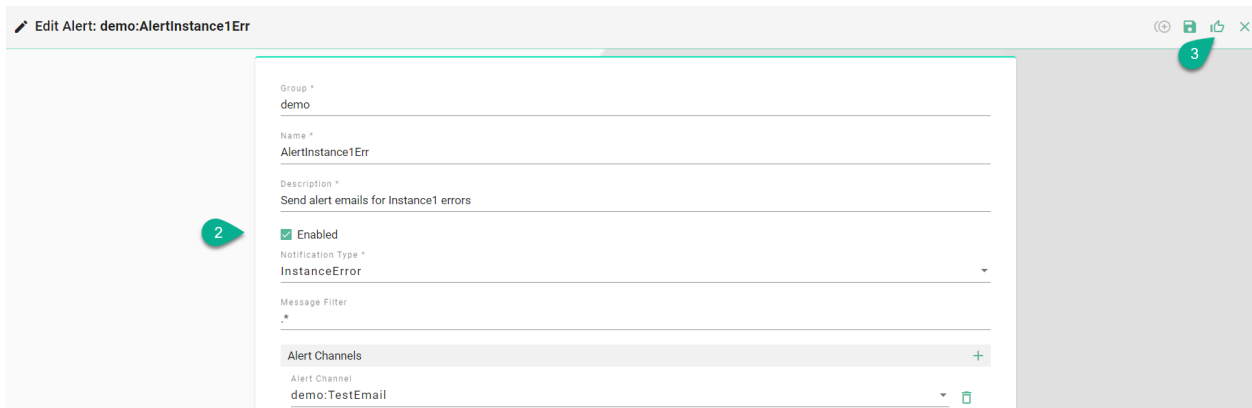 Edit Alert: demo:AlertInstance1Err
3
Group *
demo
Name *
AlertInstance1Err
Description *
Send alert emails for Instance1 errors
2
Enabled
Notification Type *
InstanceError
Message Filter
.*
Alert Channels
Alert Channel
demo:TestEmail